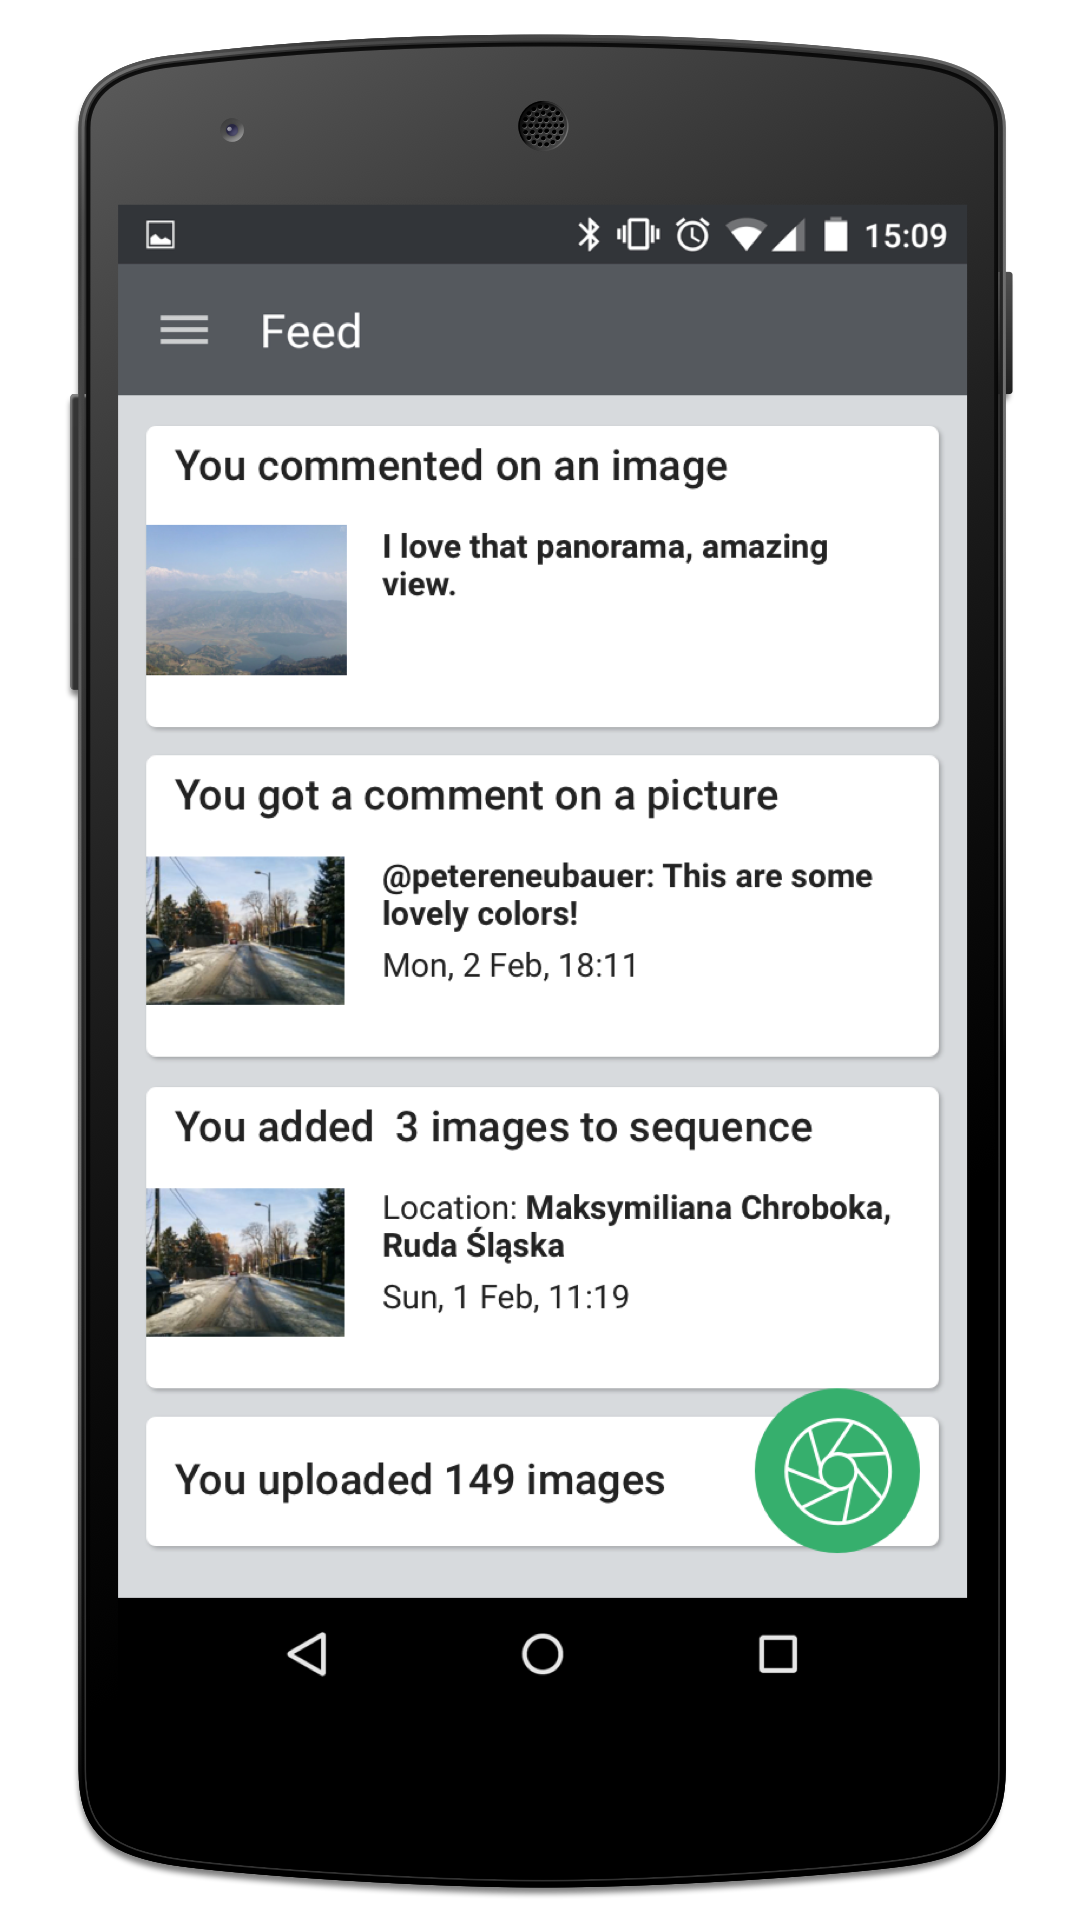 15:09
Feed
You commented on an image
I love that panorama, amazing
view.
You got a comment on a picture
@petereneubauer: This are some
lovely colors!
Mon, 2 Feb, 18:11
You added  3 images to sequence
Location: Maksymiliana Chroboka,
Ruda Śląska
Sun, 1 Feb, 11:19
You uploaded 149 images